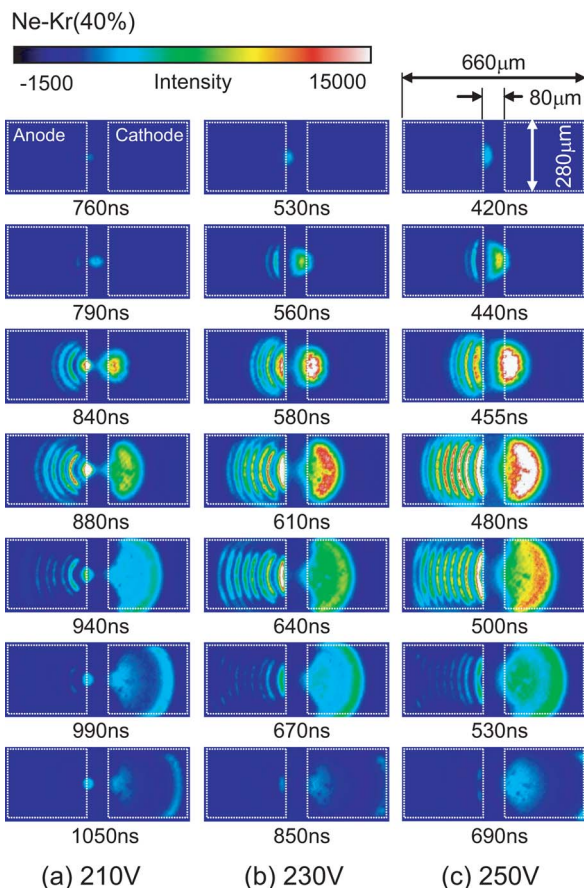 Ne-Kr(40%)
-1500 Intensity 15000
660μm
80μm
Anode Cathode
280μm
760ns 530ns 420ns
790ns 560ns 440ns
840ns 580ns 455ns
880ns 610ns 480ns
940ns 640ns 500ns
990ns 670ns 530ns
1050ns 850ns 690ns
(a) 210V (b) 230V (c) 250V